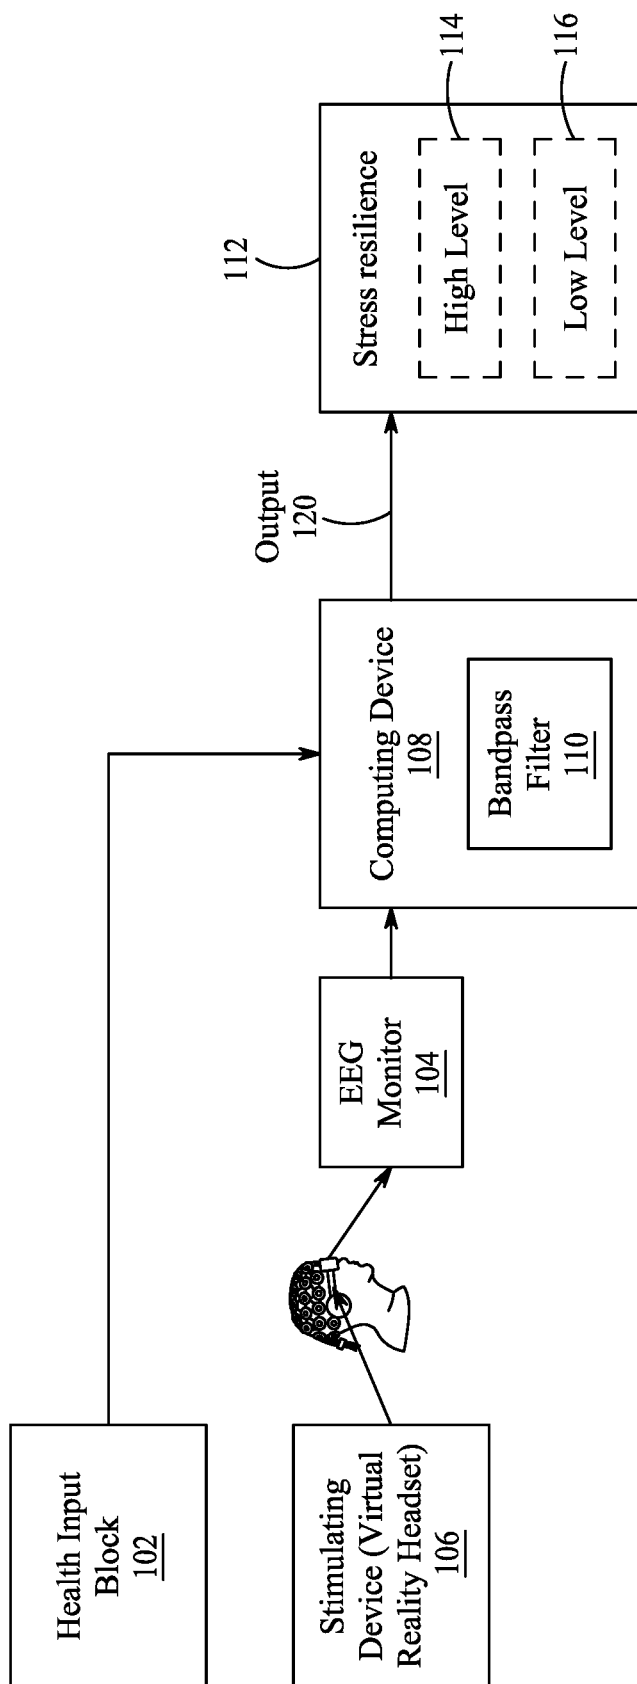 Health Input
Block
102
Stimulating
Device (Virtual
Reality Headset)
106
EEG
Monitor
104
Computing Device
108
Bandpass
Filter
110
Output
120
112
Stress resilience
High Level
114
Low Level
116